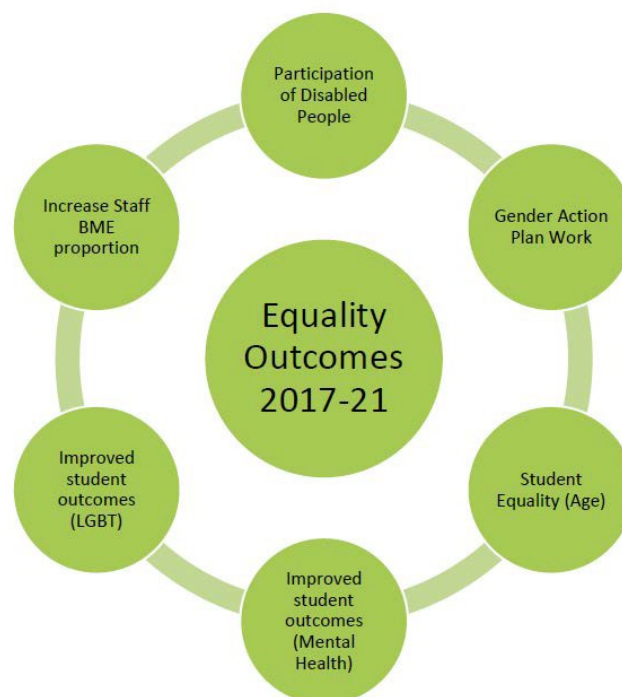 Participation
of Disabled
People
Increase Staff
BME
proportion
Gender Action
Plan Work
Equality
Outcomes
2017-21
Improved
student
outcomes
(LGBT)
Student
Equality (Age)
Improved
student
outcomes
(Mental
Health)